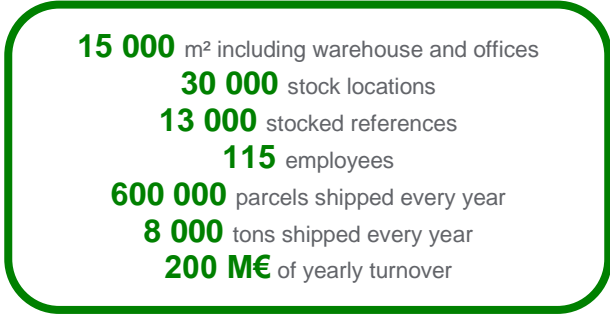 15 000 m² including warehouse and offices
30 000 stock locations
13 000 stocked references
115 employees
600 000 parcels shipped every year
8 000 tons shipped every year
200 M€ of yearly turnover